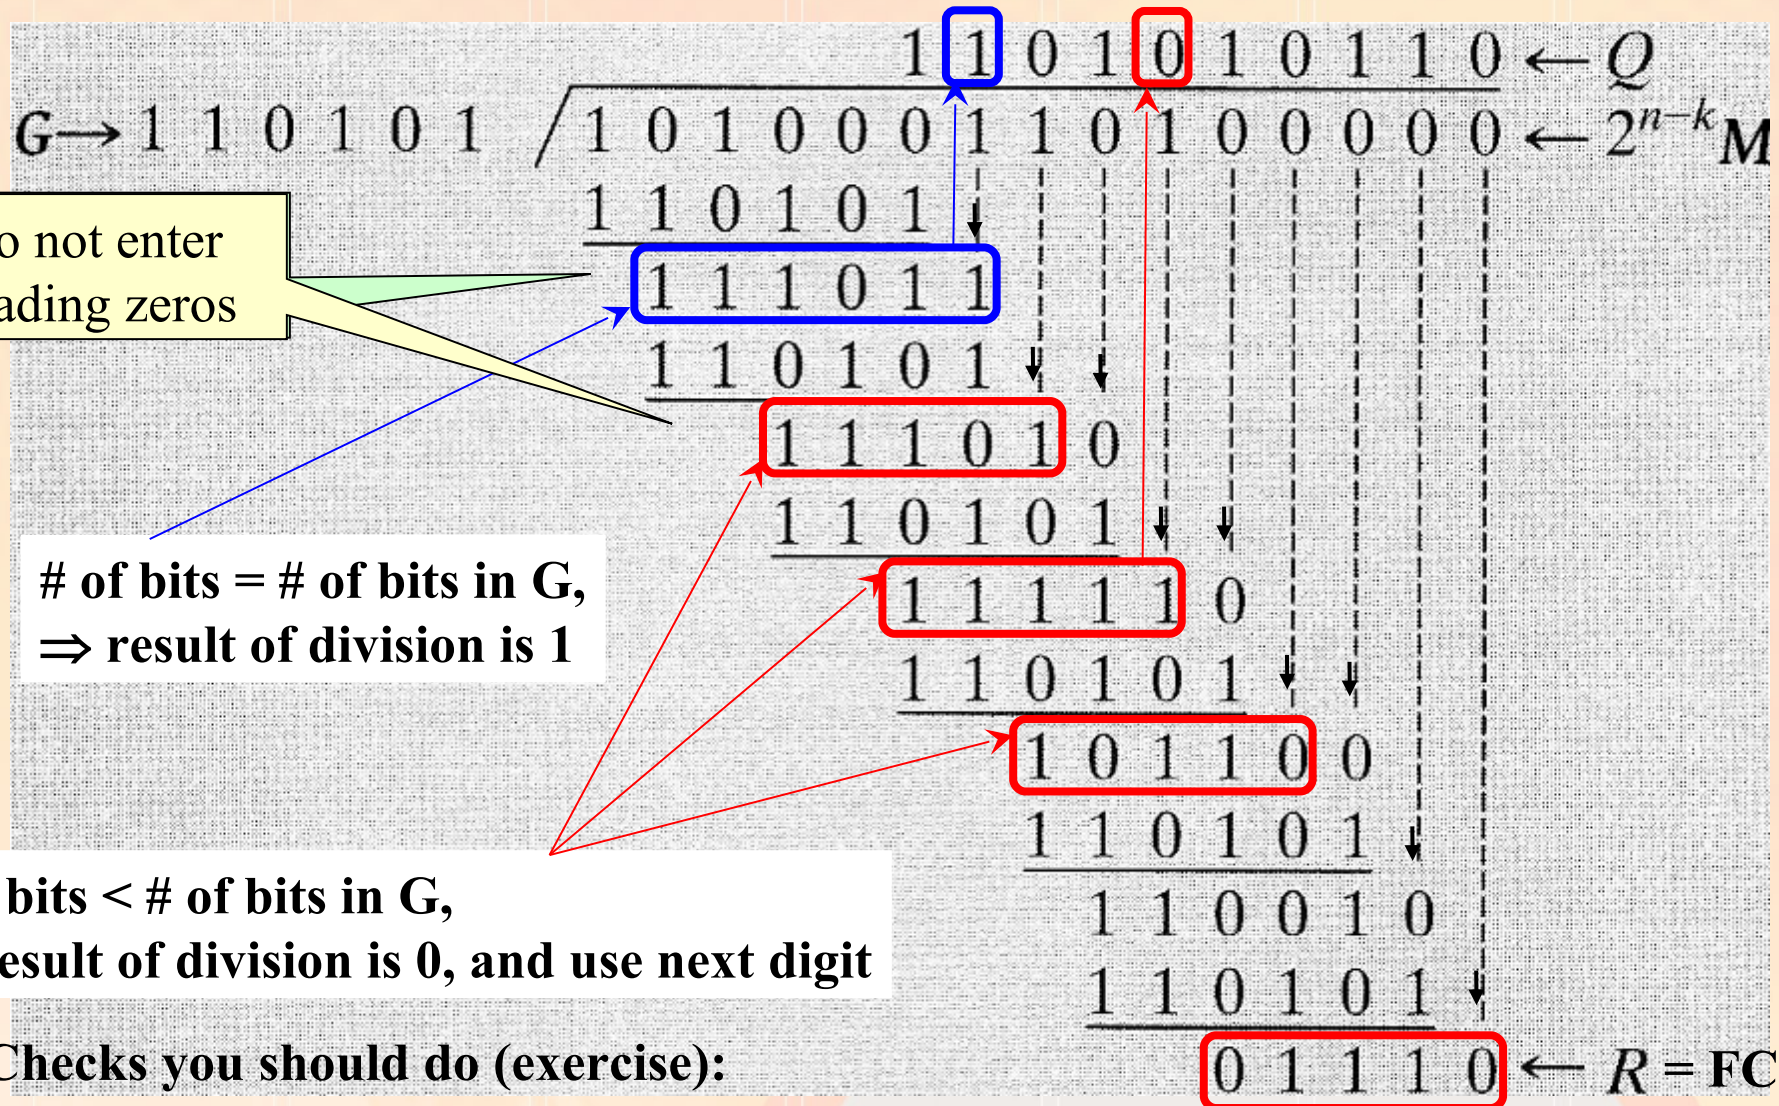 1 1 0 1 0 1 0 1 1 0 ← Q
G→ 1 1 0 1 0 1 / 1 0 1 0 0 0 1 1 0 1 0 0 0 0 0 ← 2^{n−k} M
1 1 0 1 0 1
o not enter
ading zeros
1 1 1 0 1 1
1 1 0 1 0 1
1 1 1 0 1 0
1 1 0 1 0 1
# of bits = # of bits in G,
⇒ result of division is 1
1 1 1 1 1 0
1 1 0 1 0 1
1 0 1 1 0 0
1 1 0 1 0 1
bits < # of bits in G,
esult of division is 0, and use next digit
1 1 0 0 1 0
1 1 0 1 0 1
Checks you should do (exercise):
0 1 1 1 0 ← R = FC